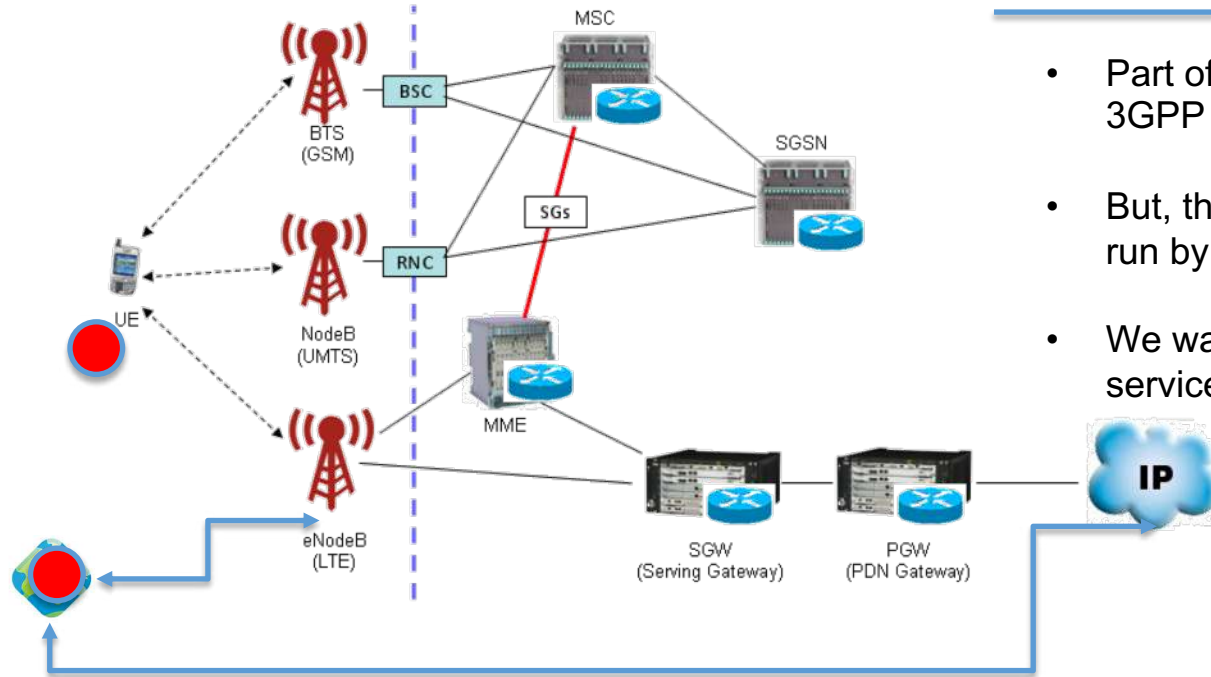 MSC
BSC
BTS
(GSM)
SGSN
SGs
RNC
UE
NodeB
(UMTS)
MME
eNodeB
(LTE)
SGW
(Serving Gateway)
PGW
(PDN Gateway)
IP
• Part of
3GPP
• But, th
run by
• We wa
service